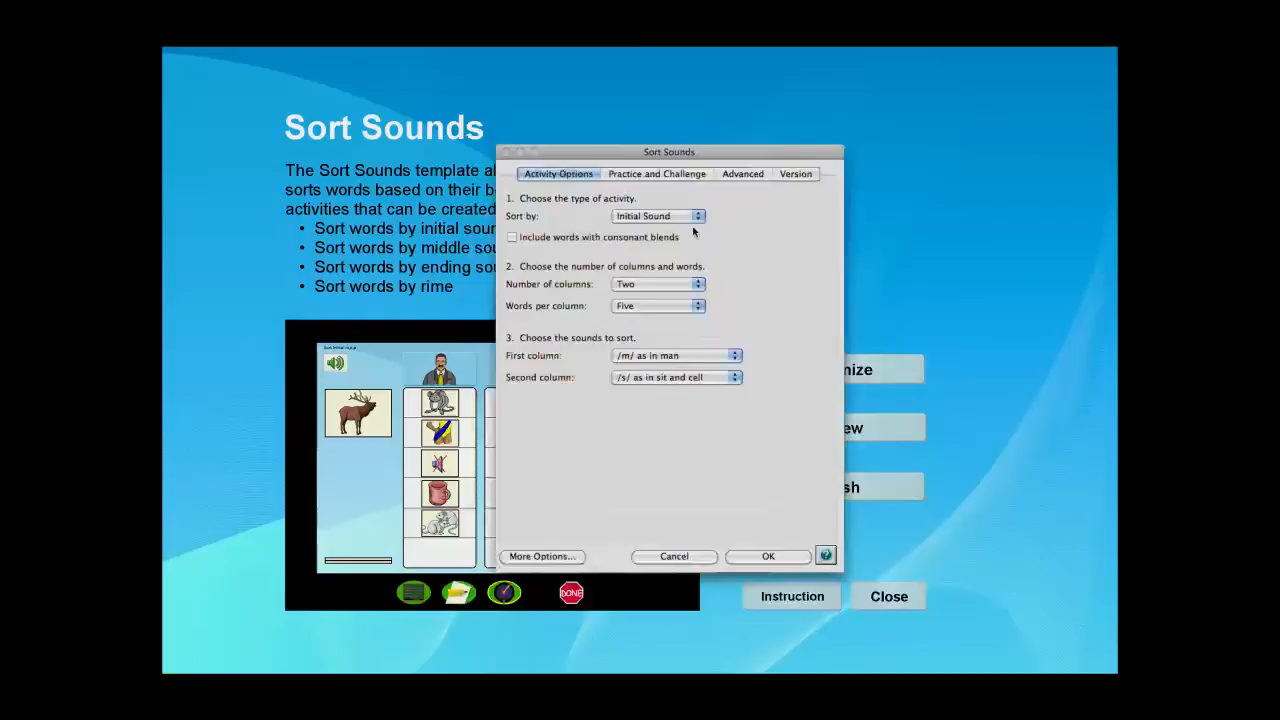 Sort Sounds
The Sort Sounds template al
sorts words based on their b
activities that can be created
• Sort words by initial soun
• Sort words by middle sou
• Sort words by ending sou
• Sort words by rime
Sort Sounds
Activity Options
Practice and Challenge
Advanced
Version
1. Choose the type of activity.
Sort by: Initial Sound
Include words with consonant blends
2. Choose the number of columns and words.
Number of columns: Two
Words per column: Five
3. Choose the sounds to sort.
First column: /m/ as in man
Second column: /s/ as in sit and cell
More Options...
Cancel
OK
mize
ew
sh
DONE
Instruction
Close